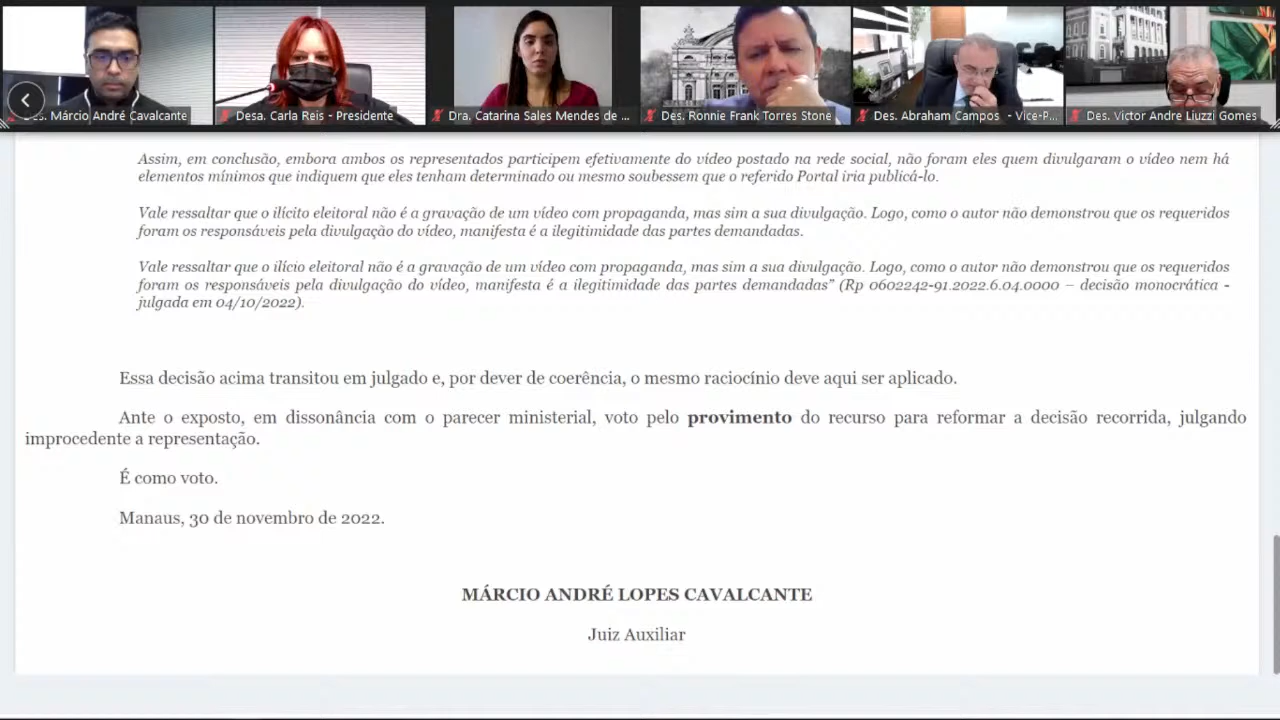 Des. Márcio André Cavalcante
Desa. Carla Reis - Presidente
Dra. Catarina Sales Mendes de ...
Des. Ronnie Frank Torres Stone
Des. Abraham Campos - Vice-P...
Des. Victor Andre Liuzzi Gomes
Assim, em conclusão, embora ambos os representados participem efetivamente do vídeo postado na rede social, não foram eles quem divulgaram o vídeo nem há
elementos mínimos que indiquem que eles tenham determinado ou mesmo soubessem que o referido Portal iria publicá-lo.
Vale ressaltar que o ilícito eleitoral não é a gravação de um vídeo com propaganda, mas sim a sua divulgação. Logo, como o autor não demonstrou que os requeridos
foram os responsáveis pela divulgação do vídeo, manifesta é a ilegitimidade das partes demandadas.
Vale ressaltar que o ilício eleitoral não é a gravação de um vídeo com propaganda, mas sim a sua divulgação. Logo, como o autor não demonstrou que os requeridos
foram os responsáveis pela divulgação do vídeo, manifesta é a ilegitimidade das partes demandadas" (Rp 0602242-91.2022.6.04.0000 – decisão monocrática -
julgada em 04/10/2022).
Essa decisão acima transitou em julgado e, por dever de coerência, o mesmo raciocínio deve aqui ser aplicado.
Ante o exposto, em dissonância com o parecer ministerial, voto pelo provimento do recurso para reformar a decisão recorrida, julgando
improcedente a representação.
É como voto.
Manaus, 30 de novembro de 2022.
MÁRCIO ANDRÉ LOPES CAVALCANTE
Juiz Auxiliar